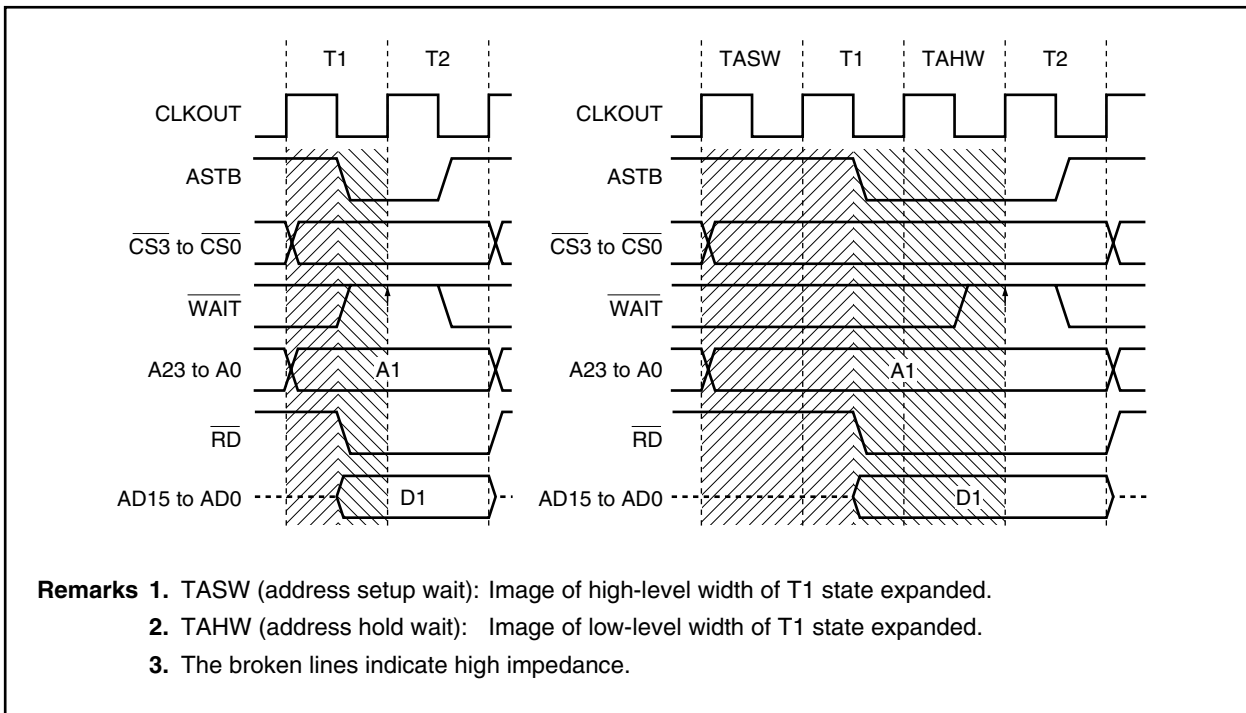 T1 T2
CLKOUT
ASTB
CS3 to CS0
WAIT
A23 to A0
A1
RD
AD15 to AD0
D1
TASW T1 TAHW T2
CLKOUT
ASTB
CS3 to CS0
WAIT
A23 to A0
A1
RD
AD15 to AD0
D1
Remarks 1. TASW (address setup wait): Image of high-level width of T1 state expanded.
2. TAHW (address hold wait): Image of low-level width of T1 state expanded.
3. The broken lines indicate high impedance.